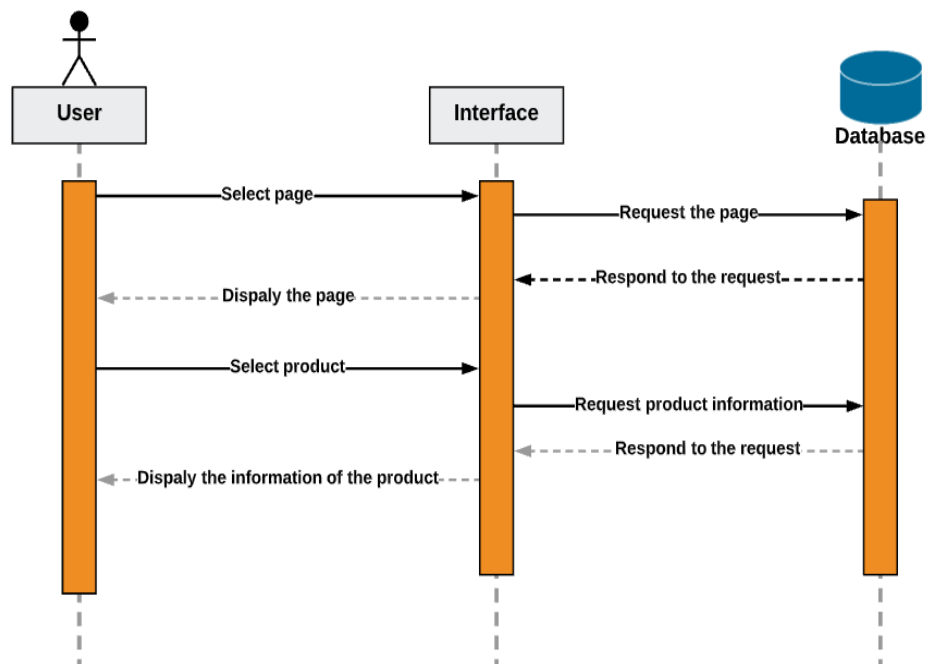 User
Interface
Database
Select page
Request the page
Respond to the request
Dispaly the page
Select product
Request product information
Respond to the request
Dispaly the information of the product